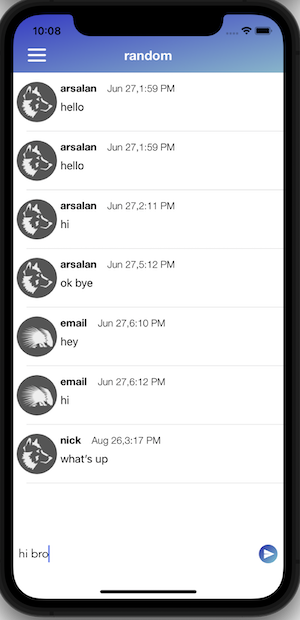 10:08
random
arsalan Jun 27,1:59 PM
hello
arsalan Jun 27,1:59 PM
hello
arsalan Jun 27,2:11 PM
hi
arsalan Jun 27,5:12 PM
ok bye
email Jun 27,6:10 PM
hey
email Jun 27,6:12 PM
hi
nick Aug 26,3:17 PM
what's up
hi bro